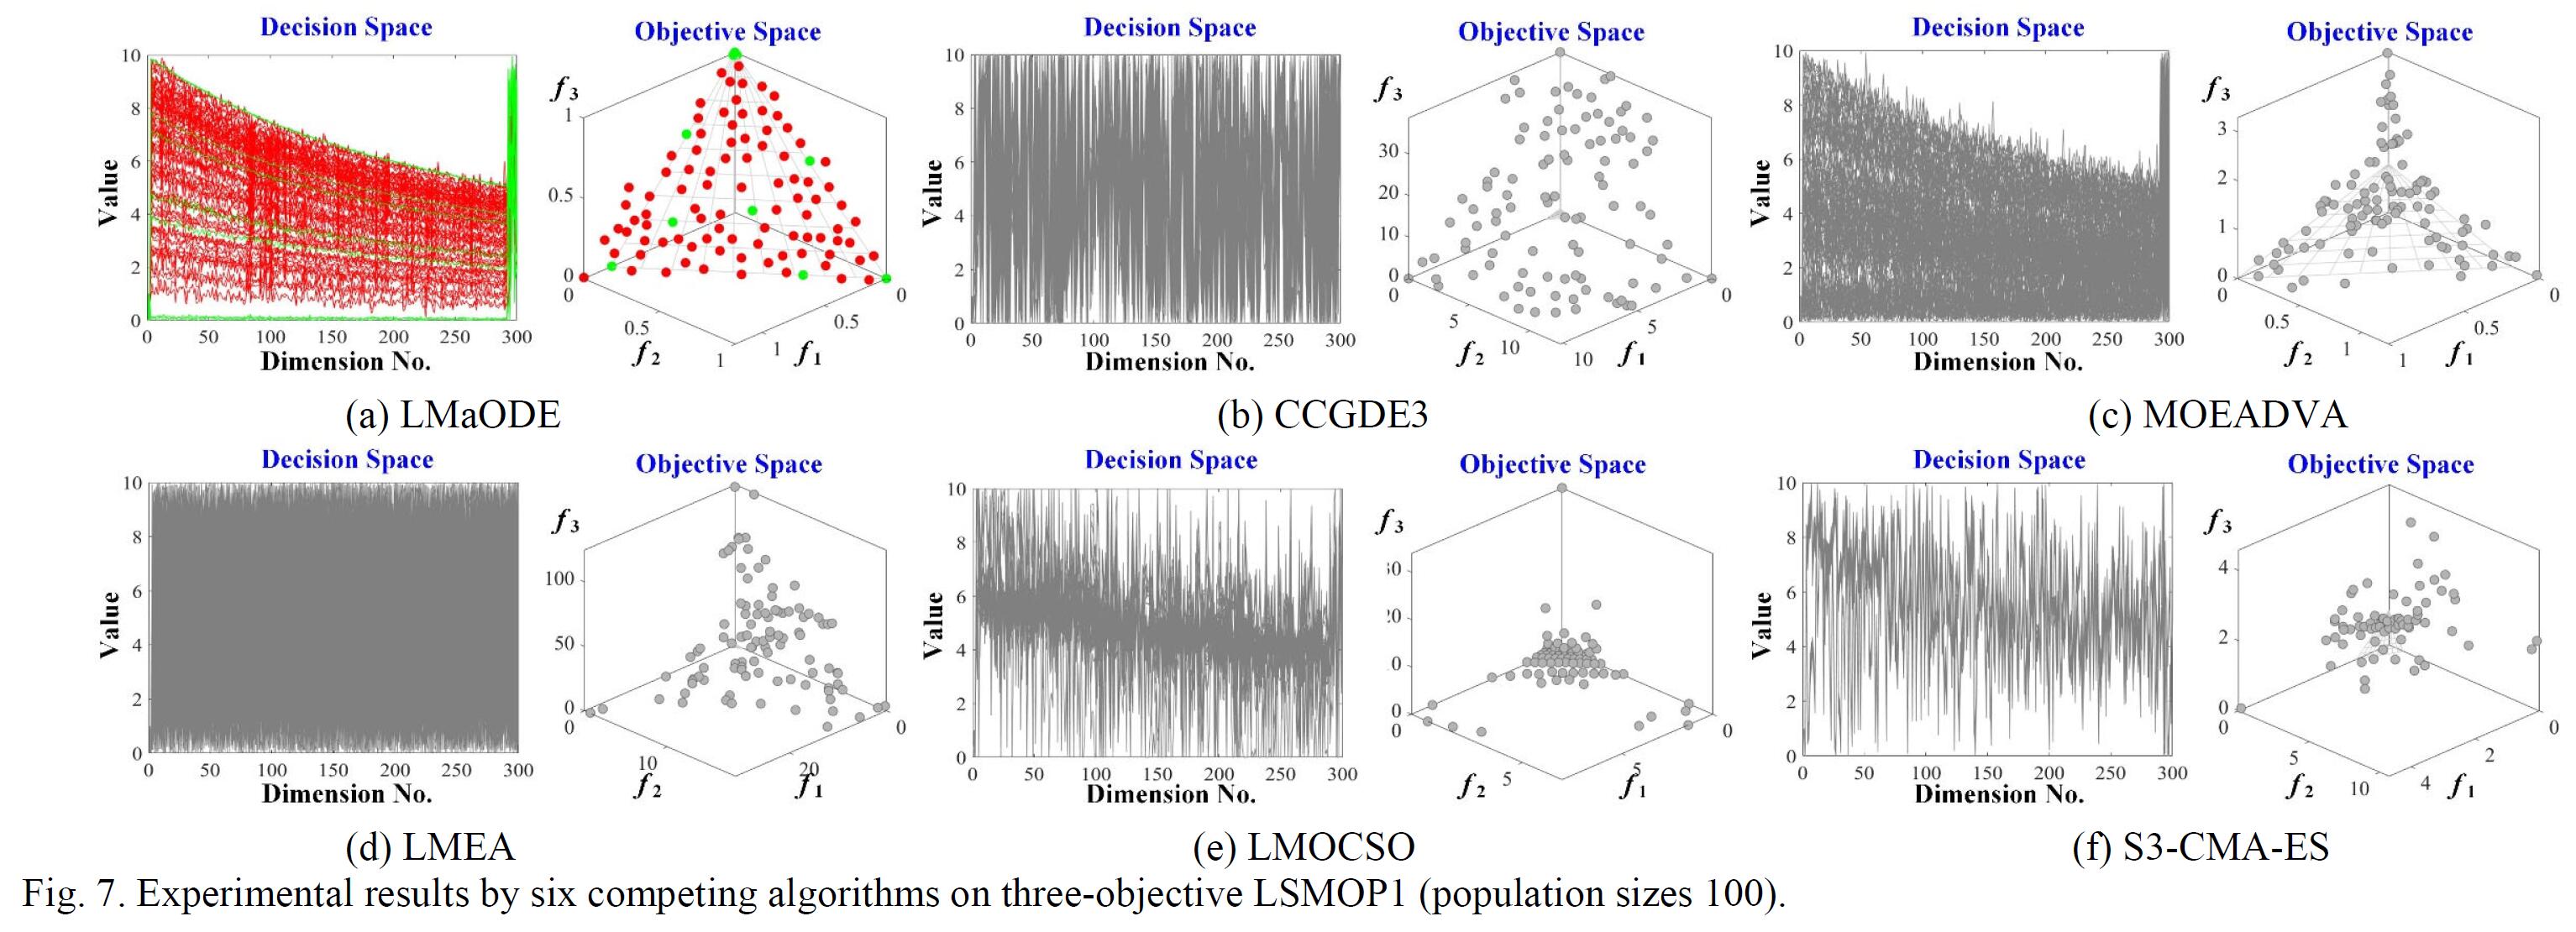 Decision Space
Objective Space
Decision Space
Objective Space
Decision Space
Objective Space
Value
10
8
6
4
2
0
0 50 100 150 200 250 300
Dimension No.
f3
1
0.5
0
0
0.5
1
f2
1
0.5
0
f1
Value
10
8
6
4
2
0
0 50 100 150 200 250 300
Dimension No.
f3
30
20
10
0
0
5
10
f2
10
5
0
f1
Value
10
8
6
4
2
0
0 50 100 150 200 250 300
Dimension No.
f3
3
2
1
0
0
0.5
1
f2
1
0.5
0
f1
(a) LMaODE
(b) CCGDE3
(c) MOEADVA
Decision Space
Objective Space
Decision Space
Objective Space
Decision Space
Objective Space
Value
10
8
6
4
2
0
0 50 100 150 200 250 300
Dimension No.
f3
100
50
0
0
10
f2
20
0
f1
Value
10
8
6
4
2
0
0 50 100 150 200 250 300
Dimension No.
f3
0
0
5
f2
5
0
f1
Value
10
8
6
4
2
0
0 50 100 150 200 250 300
Dimension No.
f3
4
2
0
0
5
10
f2
4
2
0
f1
(d) LMEA
(e) LMOCSO
(f) S3-CMA-ES
Fig. 7. Experimental results by six competing algorithms on three-objective LSMOP1 (population sizes 100).